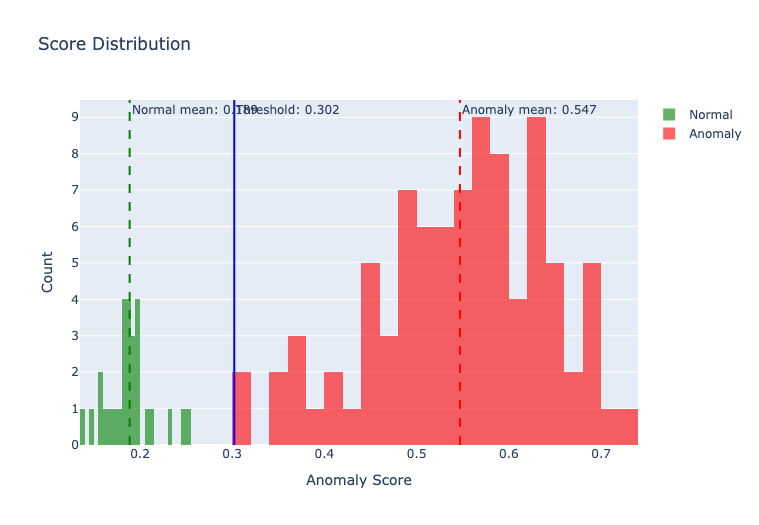 Score Distribution
Normal mean: 0.189
Threshold: 0.302
Anomaly mean: 0.547
Normal
Anomaly
Count
9
8
7
6
5
4
3
2
1
0
0.2
0.3
0.4
0.5
0.6
0.7
Anomaly Score